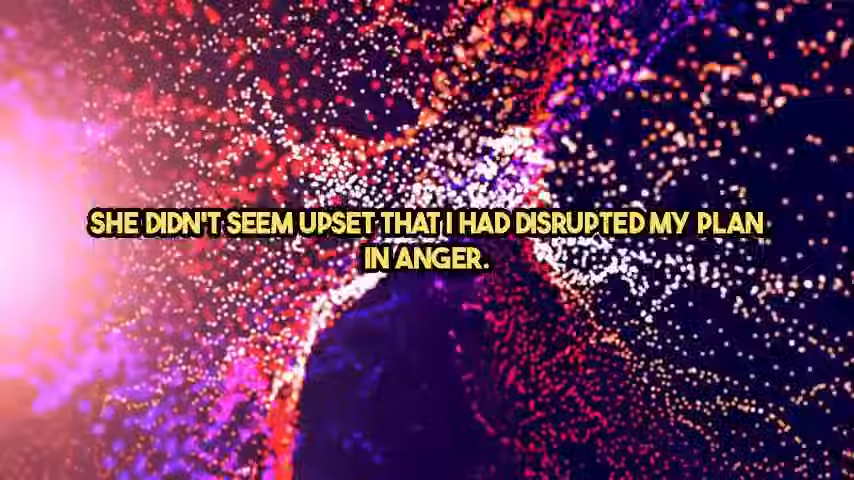 SHE DIDN'T SEEM UPSET THAT I HAD DISRUPTED MY PLAN
IN ANGER.